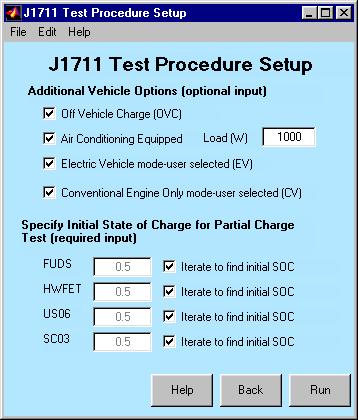 J1711 Test Procedure Setup
File Edit Help
J1711 Test Procedure Setup
Additional Vehicle Options (optional input)
Off Vehicle Charge (OVC)
Air Conditioning Equipped Load (W) 1000
Electric Vehicle mode-user selected (EV)
Conventional Engine Only mode-user selected (CV)
Specify Initial State of Charge for Partial Charge
Test (required input)
FUDS 0.5 Iterate to find initial SOC
HWFET 0.5 Iterate to find initial SOC
US06 0.5 Iterate to find initial SOC
SC03 0.5 Iterate to find initial SOC
Help Back Run